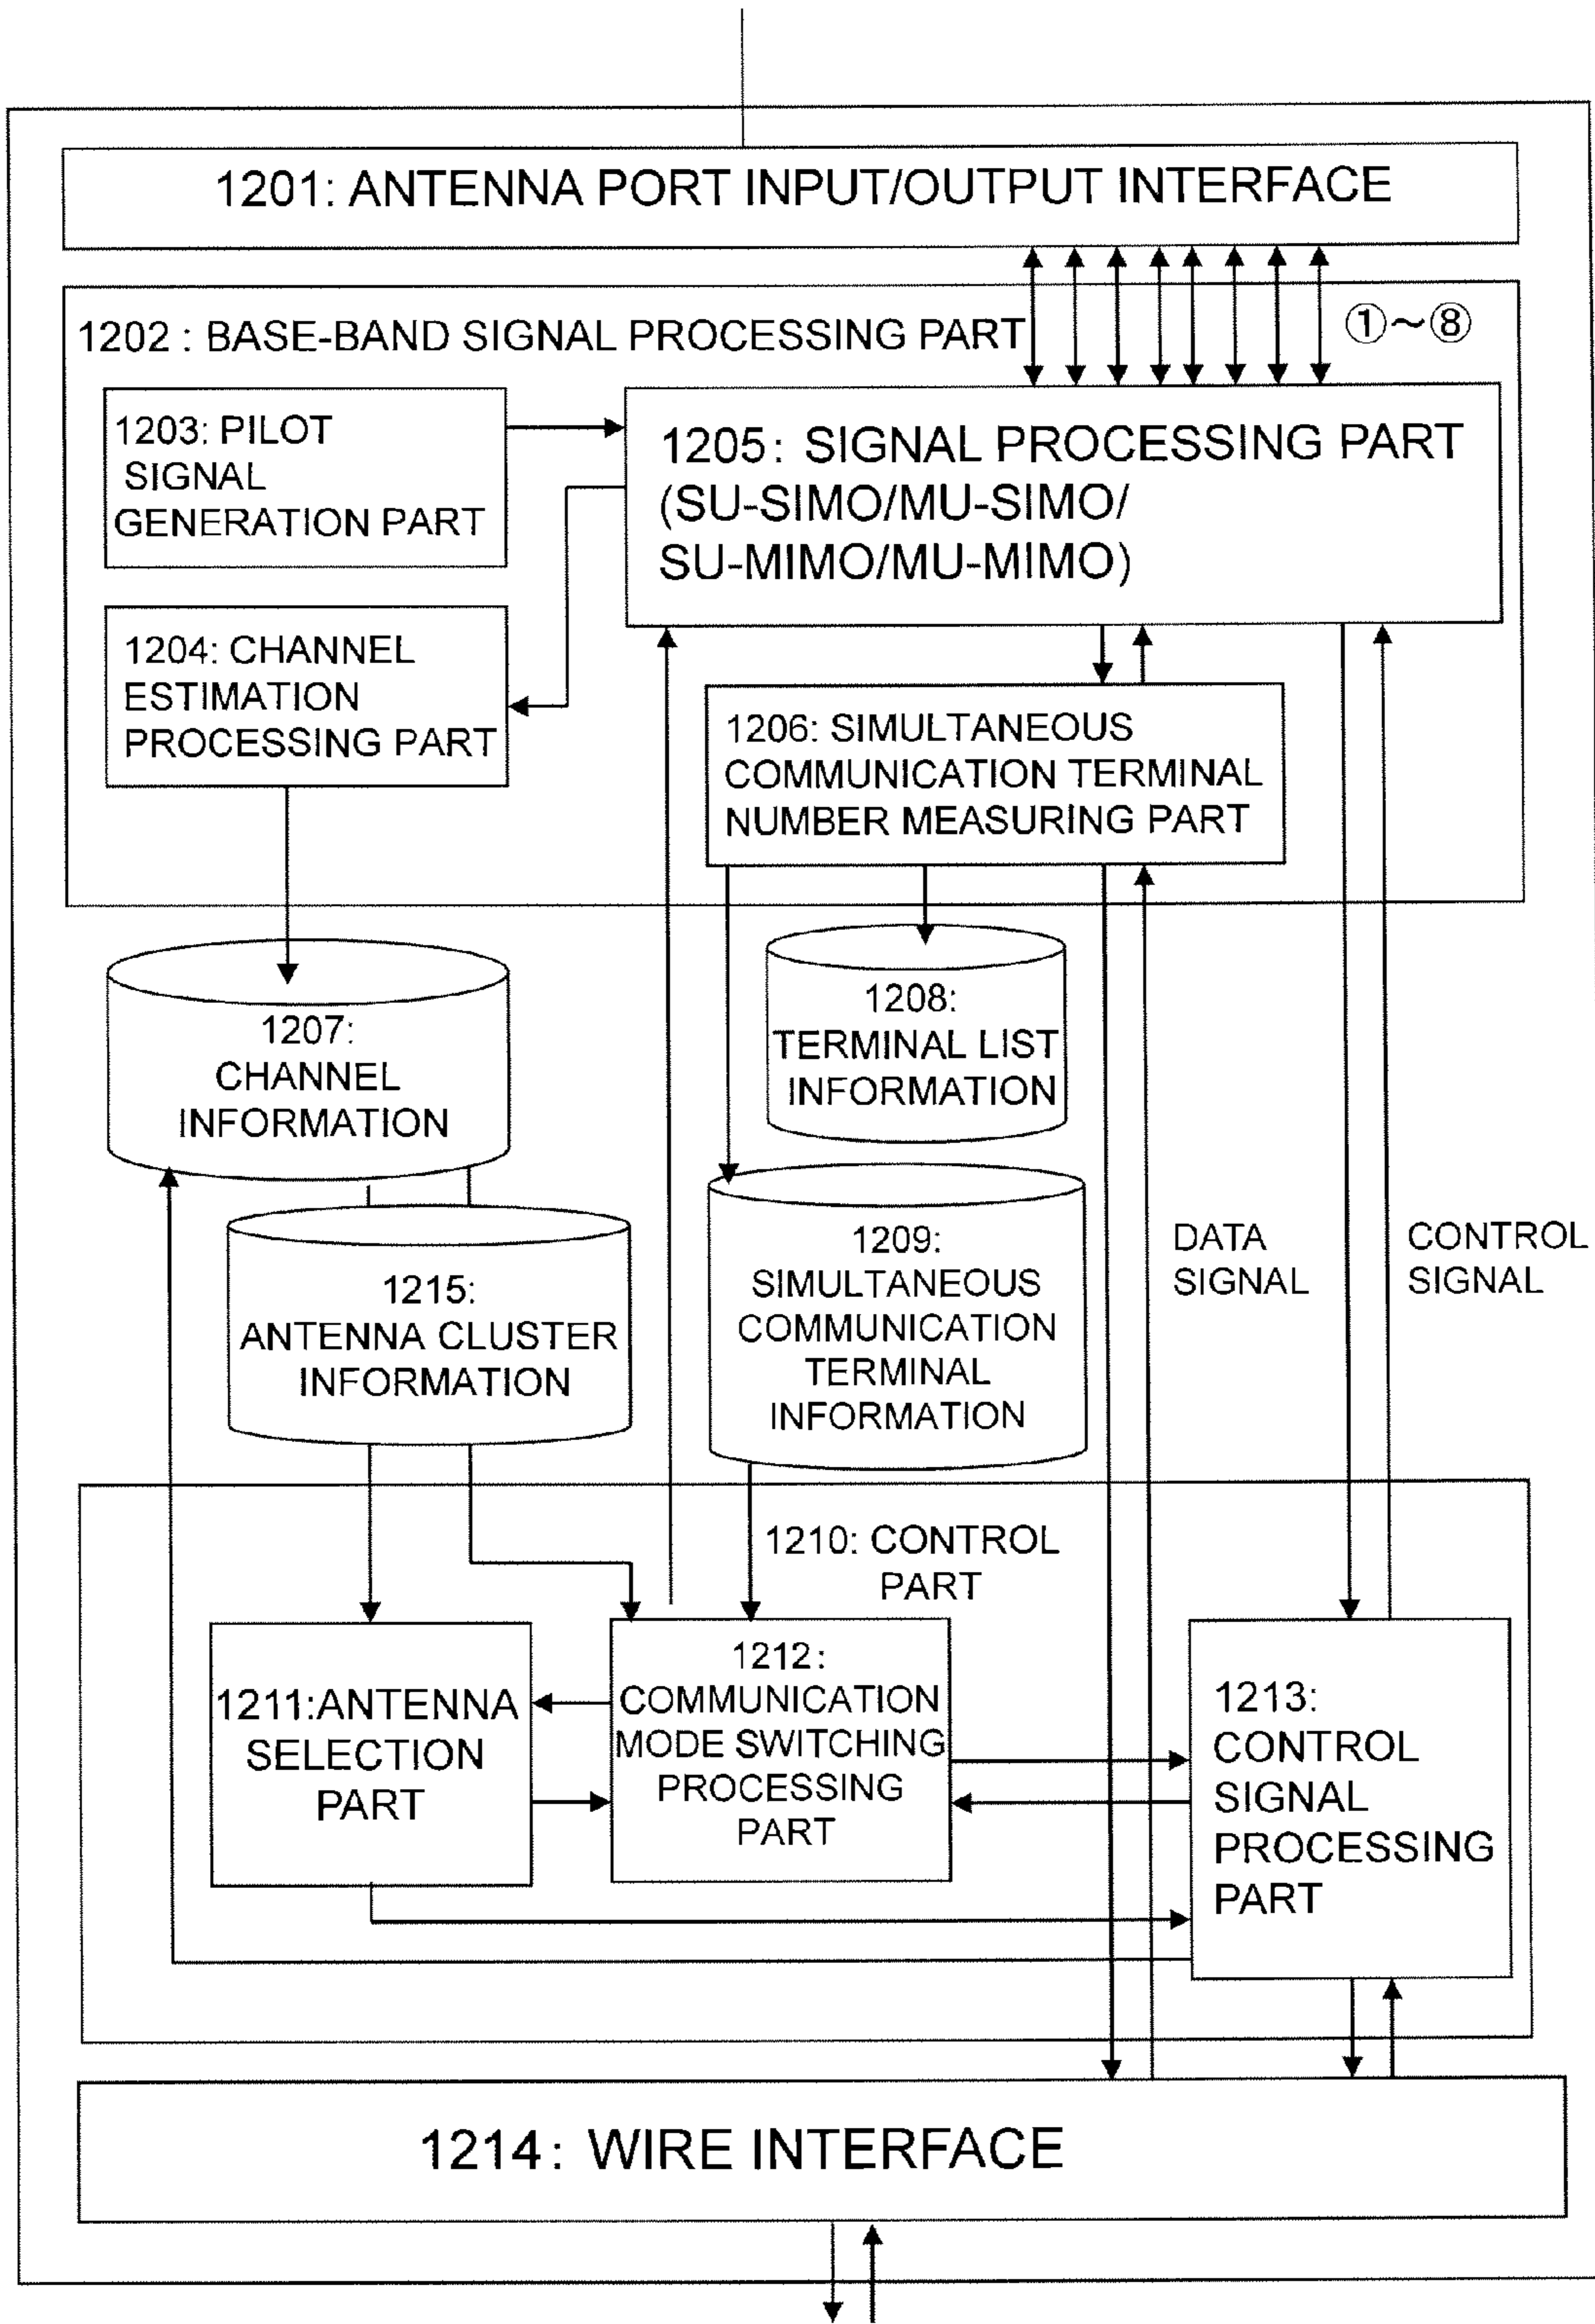 1201: ANTENNA PORT INPUT/OUTPUT INTERFACE
1202 : BASE-BAND SIGNAL PROCESSING PART
①~⑧
1203: PILOT
SIGNAL
GENERATION PART
1205: SIGNAL PROCESSING PART
(SU-SIMO/MU-SIMO/
SU-MIMO/MU-MIMO)
1204: CHANNEL
ESTIMATION
PROCESSING PART
1206: SIMULTANEOUS
COMMUNICATION TERMINAL
NUMBER MEASURING PART
1207:
CHANNEL
INFORMATION
1208:
TERMINAL LIST
INFORMATION
1215:
ANTENNA CLUSTER
INFORMATION
1209:
SIMULTANEOUS
COMMUNICATION
TERMINAL
INFORMATION
DATA
SIGNAL
CONTROL
SIGNAL
1210: CONTROL
PART
1211:ANTENNA
SELECTION
PART
1212:
COMMUNICATION
MODE SWITCHING
PROCESSING
PART
1213:
CONTROL
SIGNAL
PROCESSING
PART
1214: WIRE INTERFACE